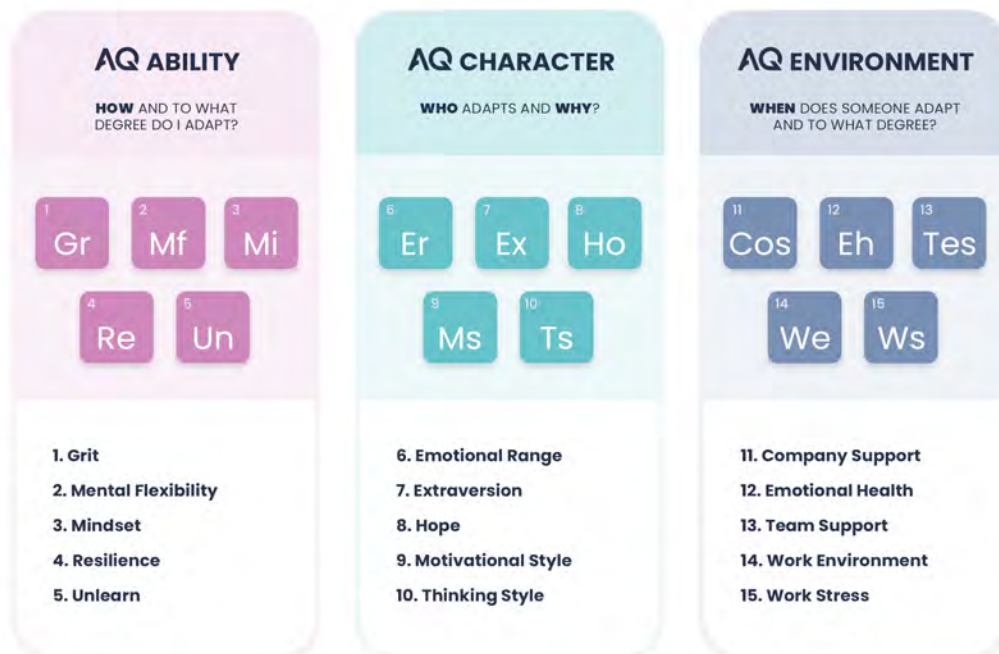 AQ ABILITY
HOW AND TO WHAT
DEGREE DO I ADAPT?
1
Gr
2
Mf
3
Mi
4
Re
5
Un
1. Grit
2. Mental Flexibility
3. Mindset
4. Resilience
5. Unlearn
AQ CHARACTER
WHO ADAPTS AND WHY?
6
Er
7
Ex
8
Ho
9
Ms
10
Ts
6. Emotional Range
7. Extraversion
8. Hope
9. Motivational Style
10. Thinking Style
AQ ENVIRONMENT
WHEN DOES SOMEONE ADAPT
AND TO WHAT DEGREE?
11
Cos
12
Eh
13
Tes
14
We
15
Ws
11. Company Support
12. Emotional Health
13. Team Support
14. Work Environment
15. Work Stress